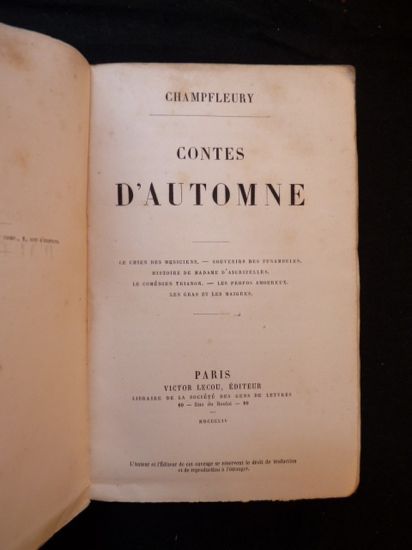 CHAMPFLEURY
CONTES
D'AUTOMNE
LE CHIEN DES MUSICIENS. — SOUVENIRS DES FUNAMBULES.
HISTOIRE DE MADAME D'AIGRIZELLES.
LE COMÉDIEN TRIANON. — LES PROPOS AMOUREUX.
LES GRAS ET LES MAIGRES.
PARIS
VICTOR LECOU, ÉDITEUR
LIBRAIRE DE LA SOCIÉTÉ DES GENS DE LETTRES
10 — Rue du Bouloi — 10
MDCCCLIV
L'Auteur et l'Éditeur de cet ouvrage se réservent le droit de traduction
et de reproduction à l'étranger.